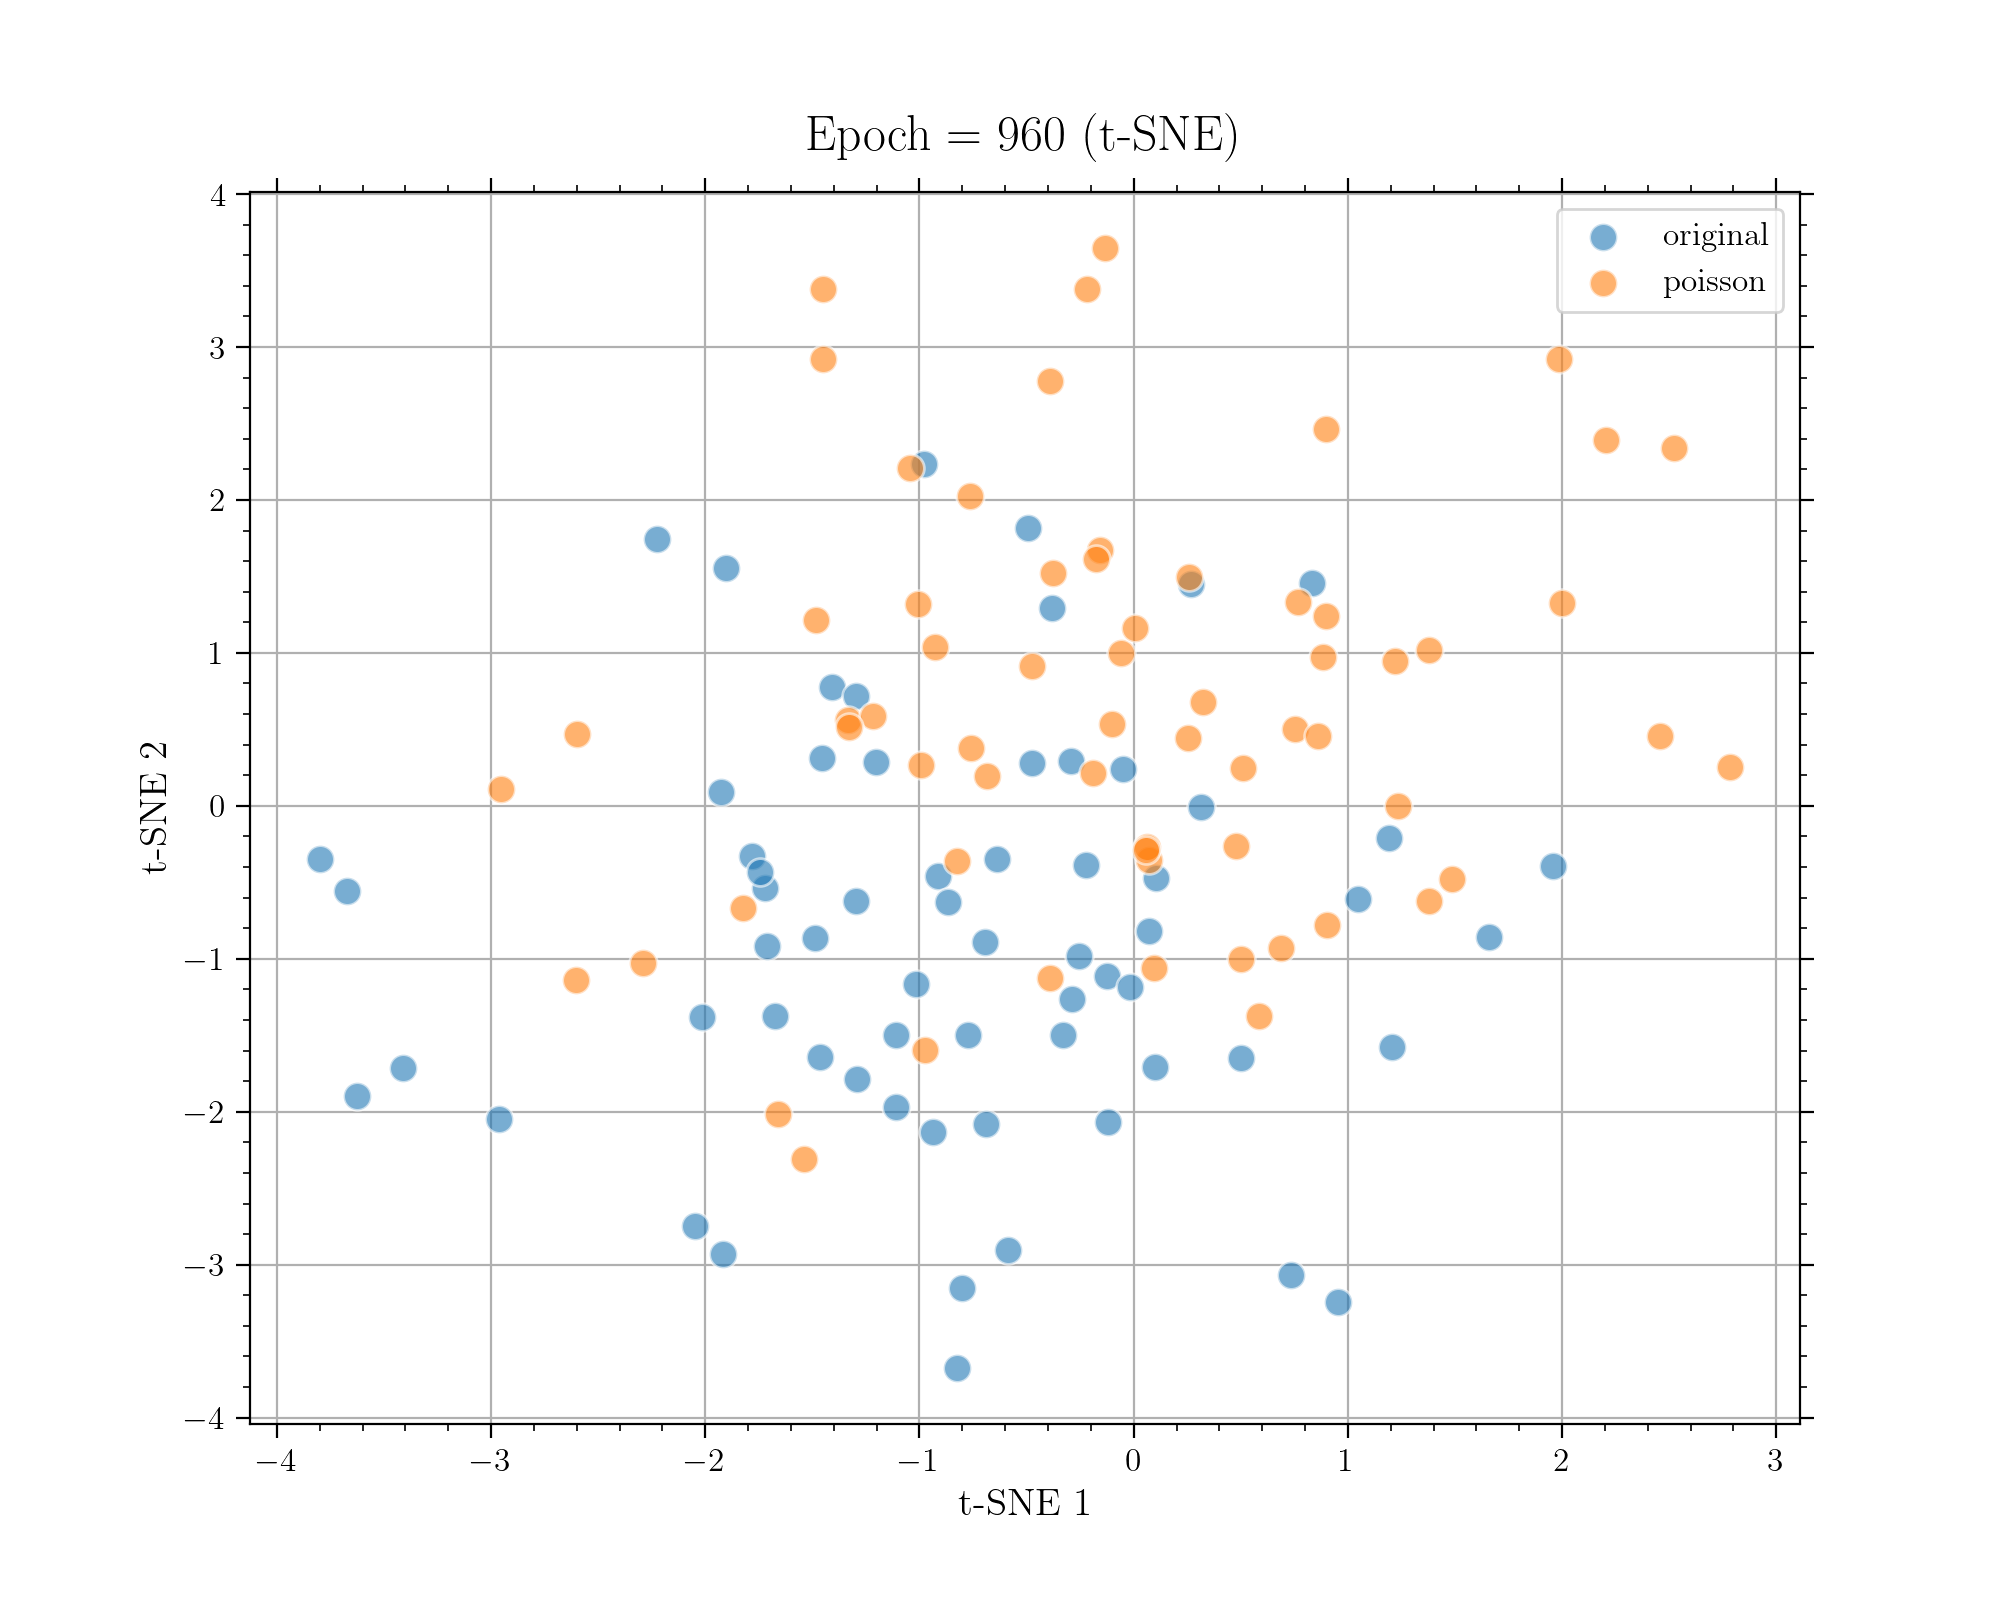 Epoch = 960 (t-SNE)
original
poisson
4
3
2
1
0
−1
−2
−3
−4
t-SNE 2
−4 −3 −2 −1 0 1 2 3
t-SNE 1